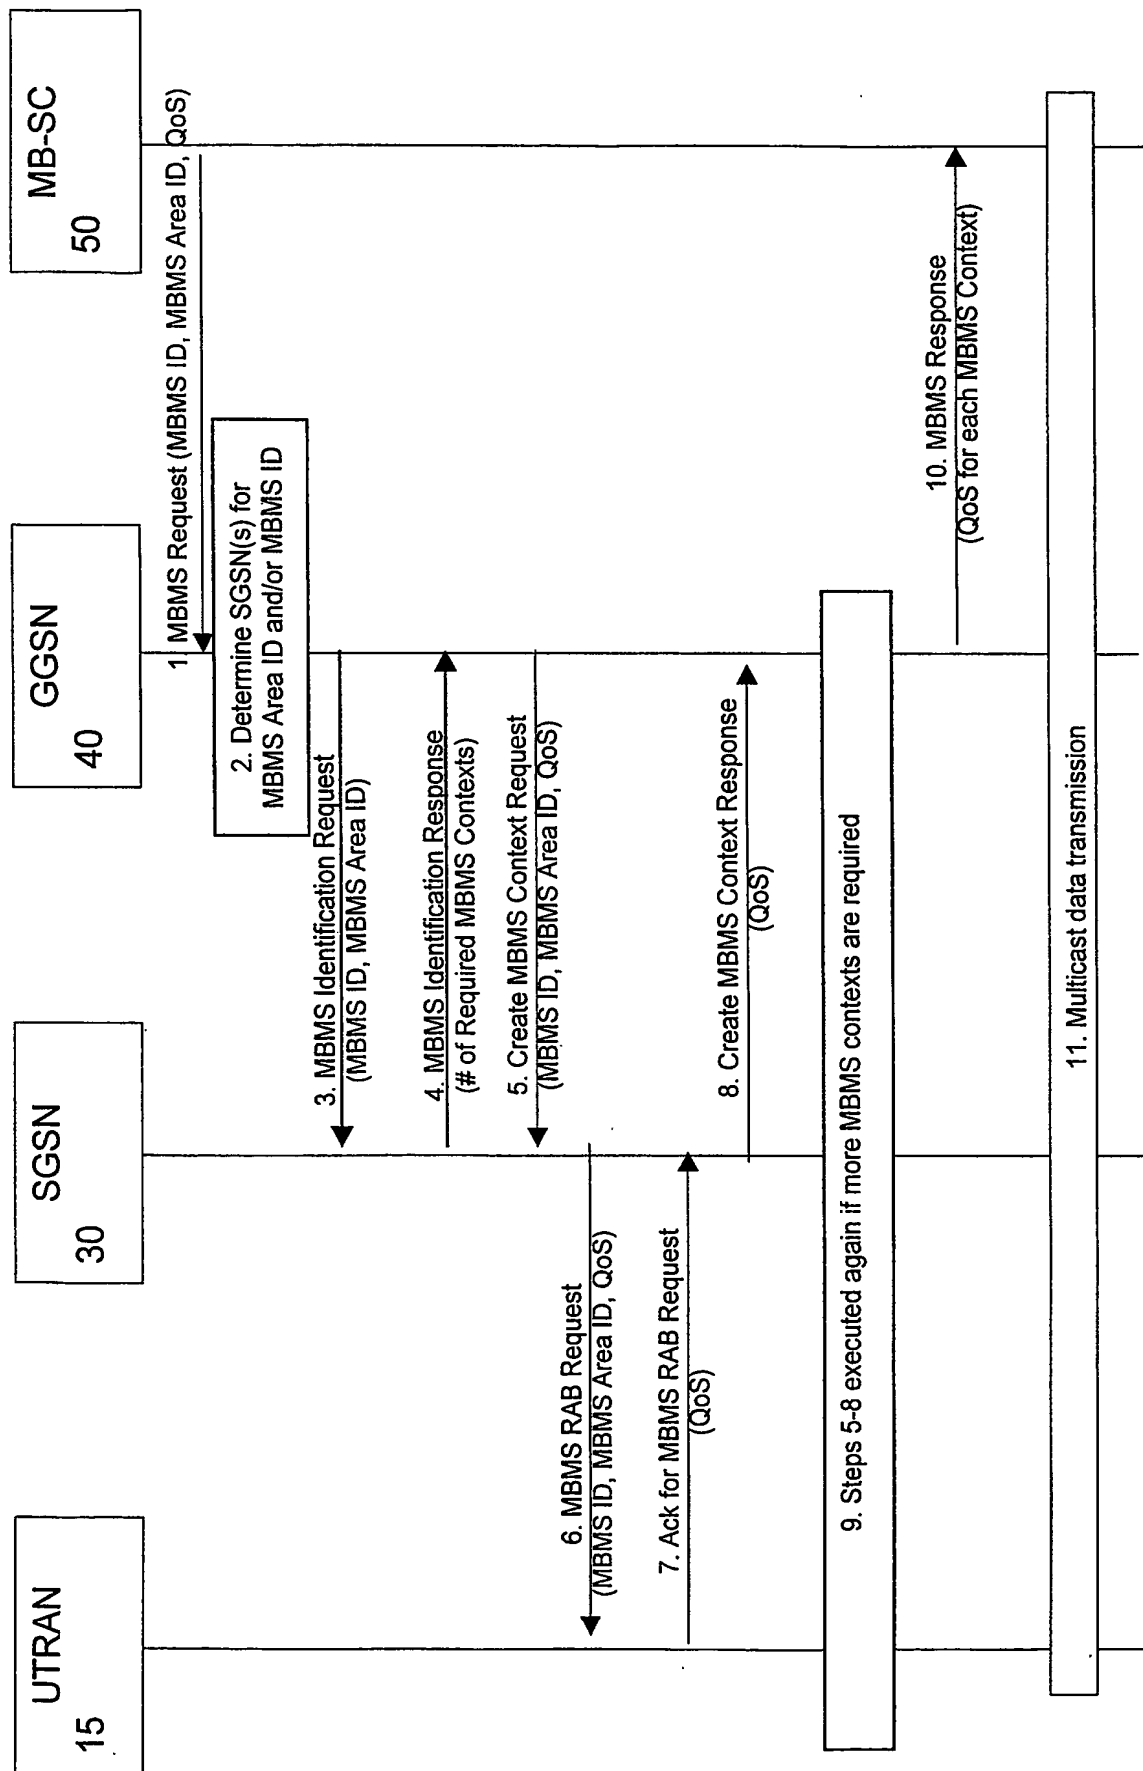 UTRAN
15
SGSN
30
GGSN
40
MB-SC
50
1. MBMS Request (MBMS ID, MBMS Area ID, QoS)
2. Determine SGSN(s) for
MBMS Area ID and/or MBMS ID
3. MBMS Identification Request
(MBMS ID, MBMS Area ID)
4. MBMS Identification Response
(# of Required MBMS Contexts)
5. Create MBMS Context Request
(MBMS ID, MBMS Area ID, QoS)
6. MBMS RAB Request
(MBMS ID, MBMS Area ID, QoS)
7. Ack for MBMS RAB Request
(QoS)
8. Create MBMS Context Response
(QoS)
9. Steps 5-8 executed again if more MBMS contexts are required
10. MBMS Response
(QoS for each MBMS Context)
11. Multicast data transmission